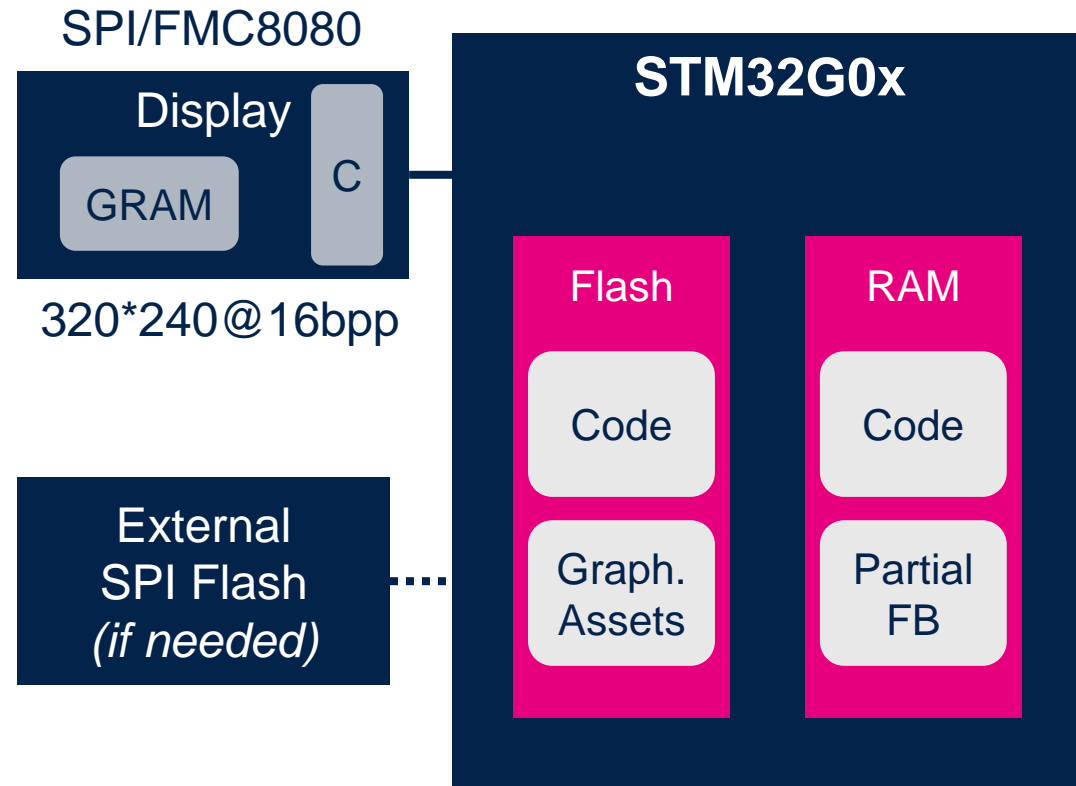 SPI/FMC8080
Display
C
GRAM
320*240@16bpp
External
SPI Flash
(if needed)
STM32G0x
Flash
Code
Graph.
Assets
RAM
Code
Partial
FB